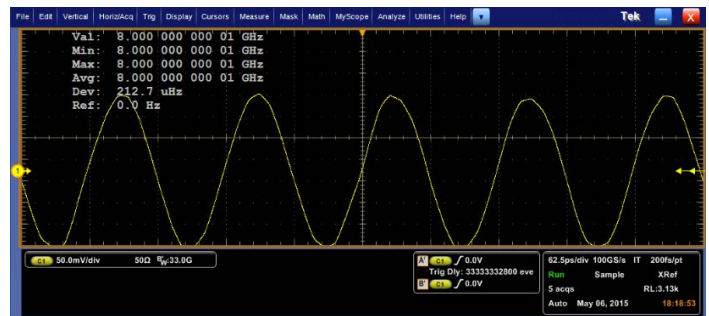 File Edit Vertical Horiz/Acq Trig Display Cursors Measure Mask Math MyScope Analyze Utilities Help Tek X
Val: 8.000 000 000 01 GHz
Min: 8.000 000 000 01 GHz
Max: 8.000 000 000 01 GHz
Avg: 8.000 000 000 01 GHz
Dev: 212.7 uHz
Ref: 0.0 Hz
1
C1 50.0mV/div 50Ω BW:33.0G
A' C1 0.0V
Trig Dly: 33333332800 eve
B' C1 0.0V
62.5ps/div 100GS/s IT 200fs/pt
Run Sample XRef
5 acqs RL:3.13k
Auto May 06, 2015 18:18:53